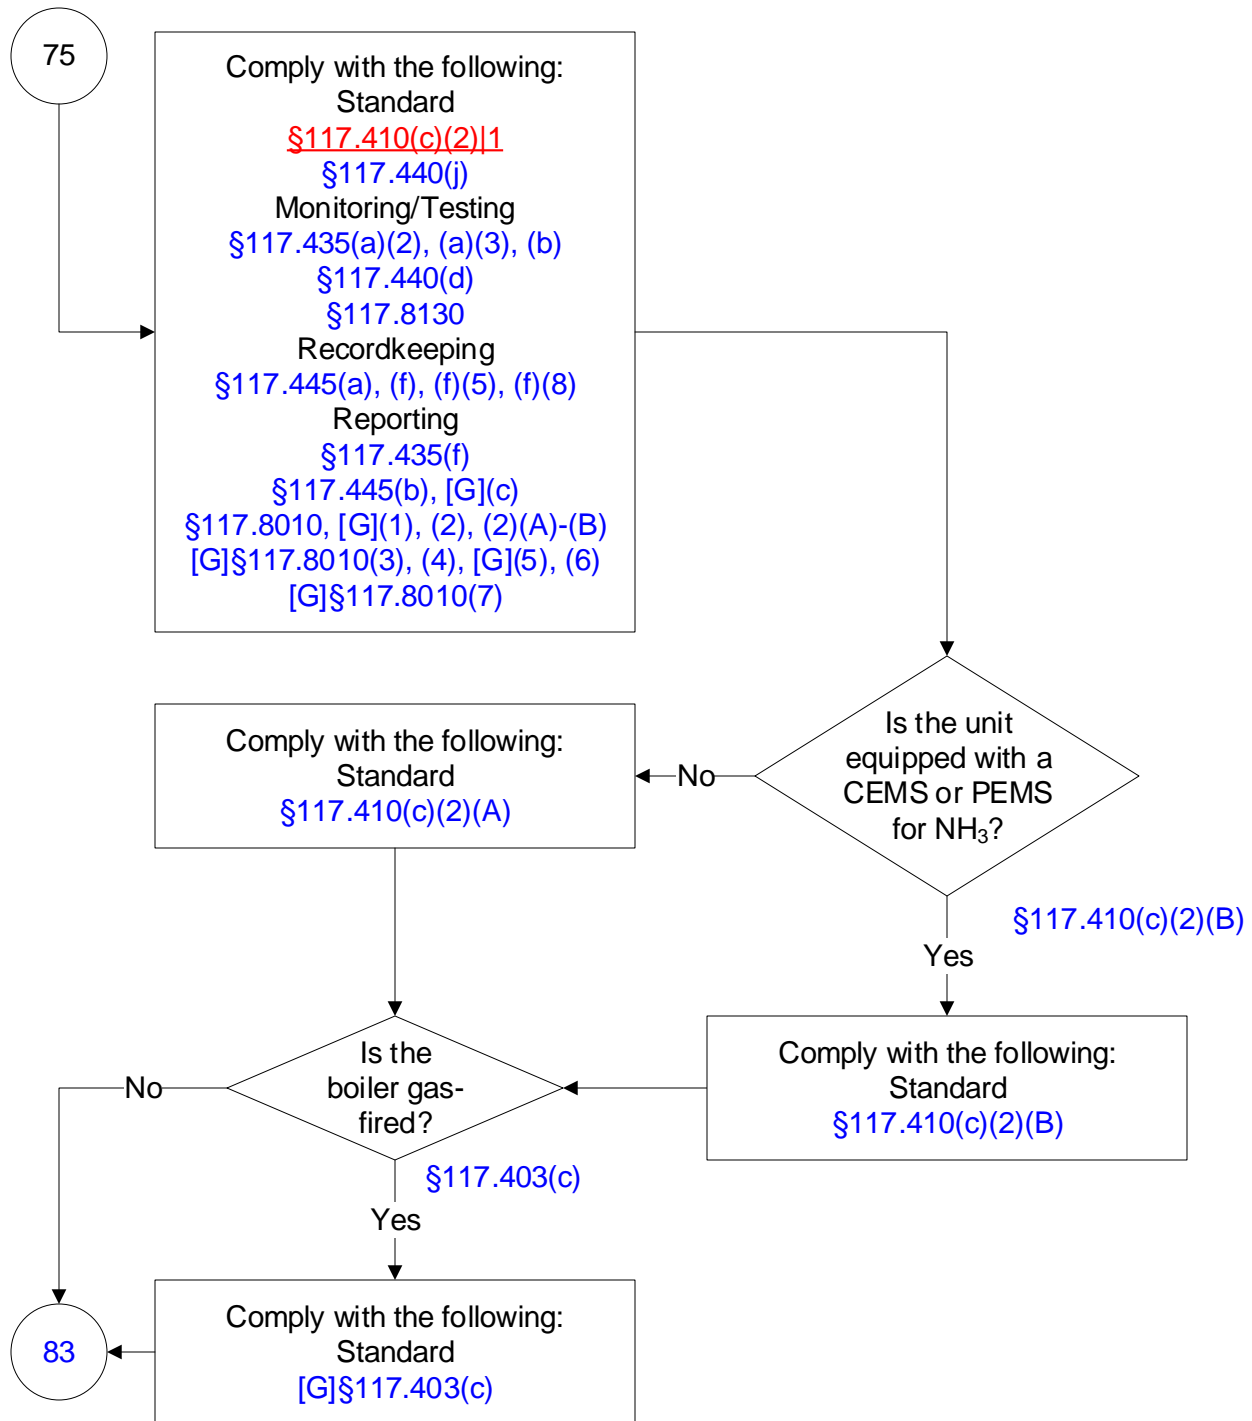 75
Comply with the following:
Standard
§117.410(c)(2)|1
§117.440(j)
Monitoring/Testing
§117.435(a)(2), (a)(3), (b)
§117.440(d)
§117.8130
Recordkeeping
§117.445(a), (f), (f)(5), (f)(8)
Reporting
§117.435(f)
§117.445(b), [G](c)
§117.8010, [G](1), (2), (2)(A)-(B)
[G]§117.8010(3), (4), [G](5), (6)
[G]§117.8010(7)
Is the unit
equipped with a
CEMS or PEMS
for NH₃?
No
Comply with the following:
Standard
§117.410(c)(2)(A)
§117.410(c)(2)(B)
Yes
Comply with the following:
Standard
§117.410(c)(2)(B)
Is the
boiler gas-
fired?
No
§117.403(c)
Yes
Comply with the following:
Standard
[G]§117.403(c)
83